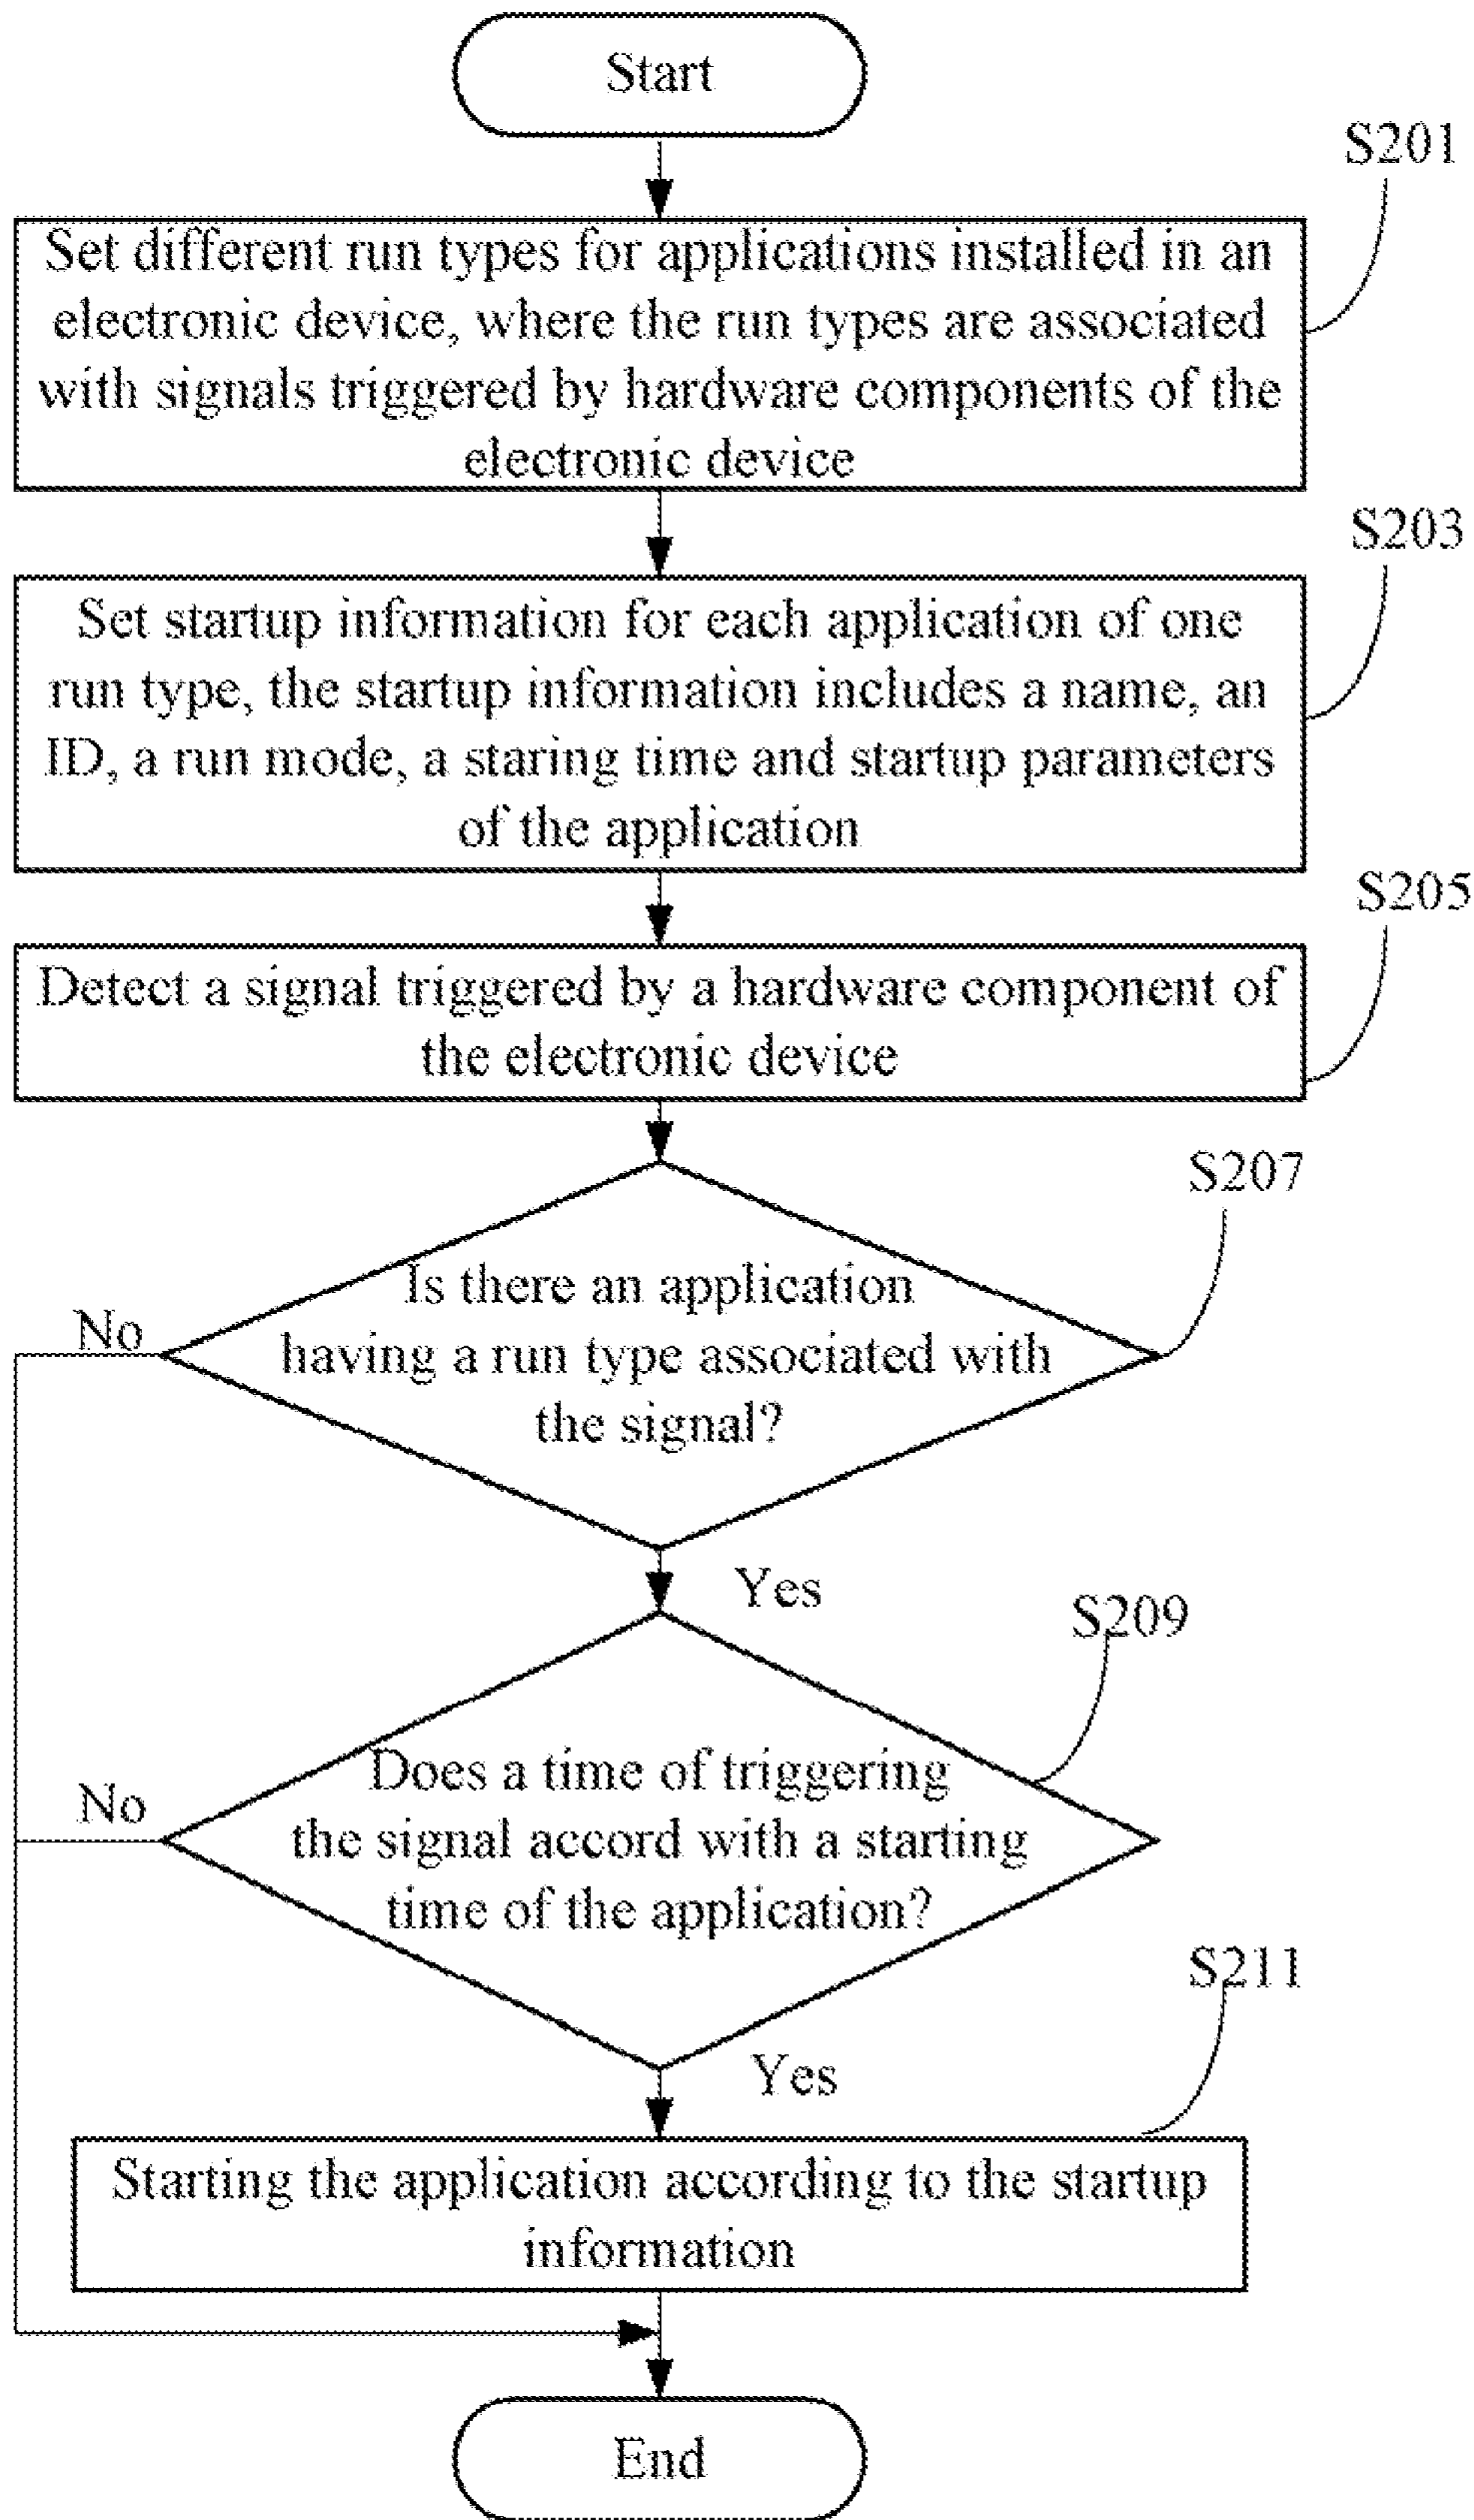 Start
S201
Set different run types for applications installed in an
electronic device, where the run types are associated
with signals triggered by hardware components of the
electronic device
S203
Set startup information for each application of one
run type, the startup information includes a name, an
ID, a run mode, a staring time and startup parameters
of the application
S205
Detect a signal triggered by a hardware component of
the electronic device
S207
Is there an application
having a run type associated with
the signal?
No
Yes
S209
Does a time of triggering
the signal accord with a starting
time of the application?
No
Yes
S211
Starting the application according to the startup
information
End